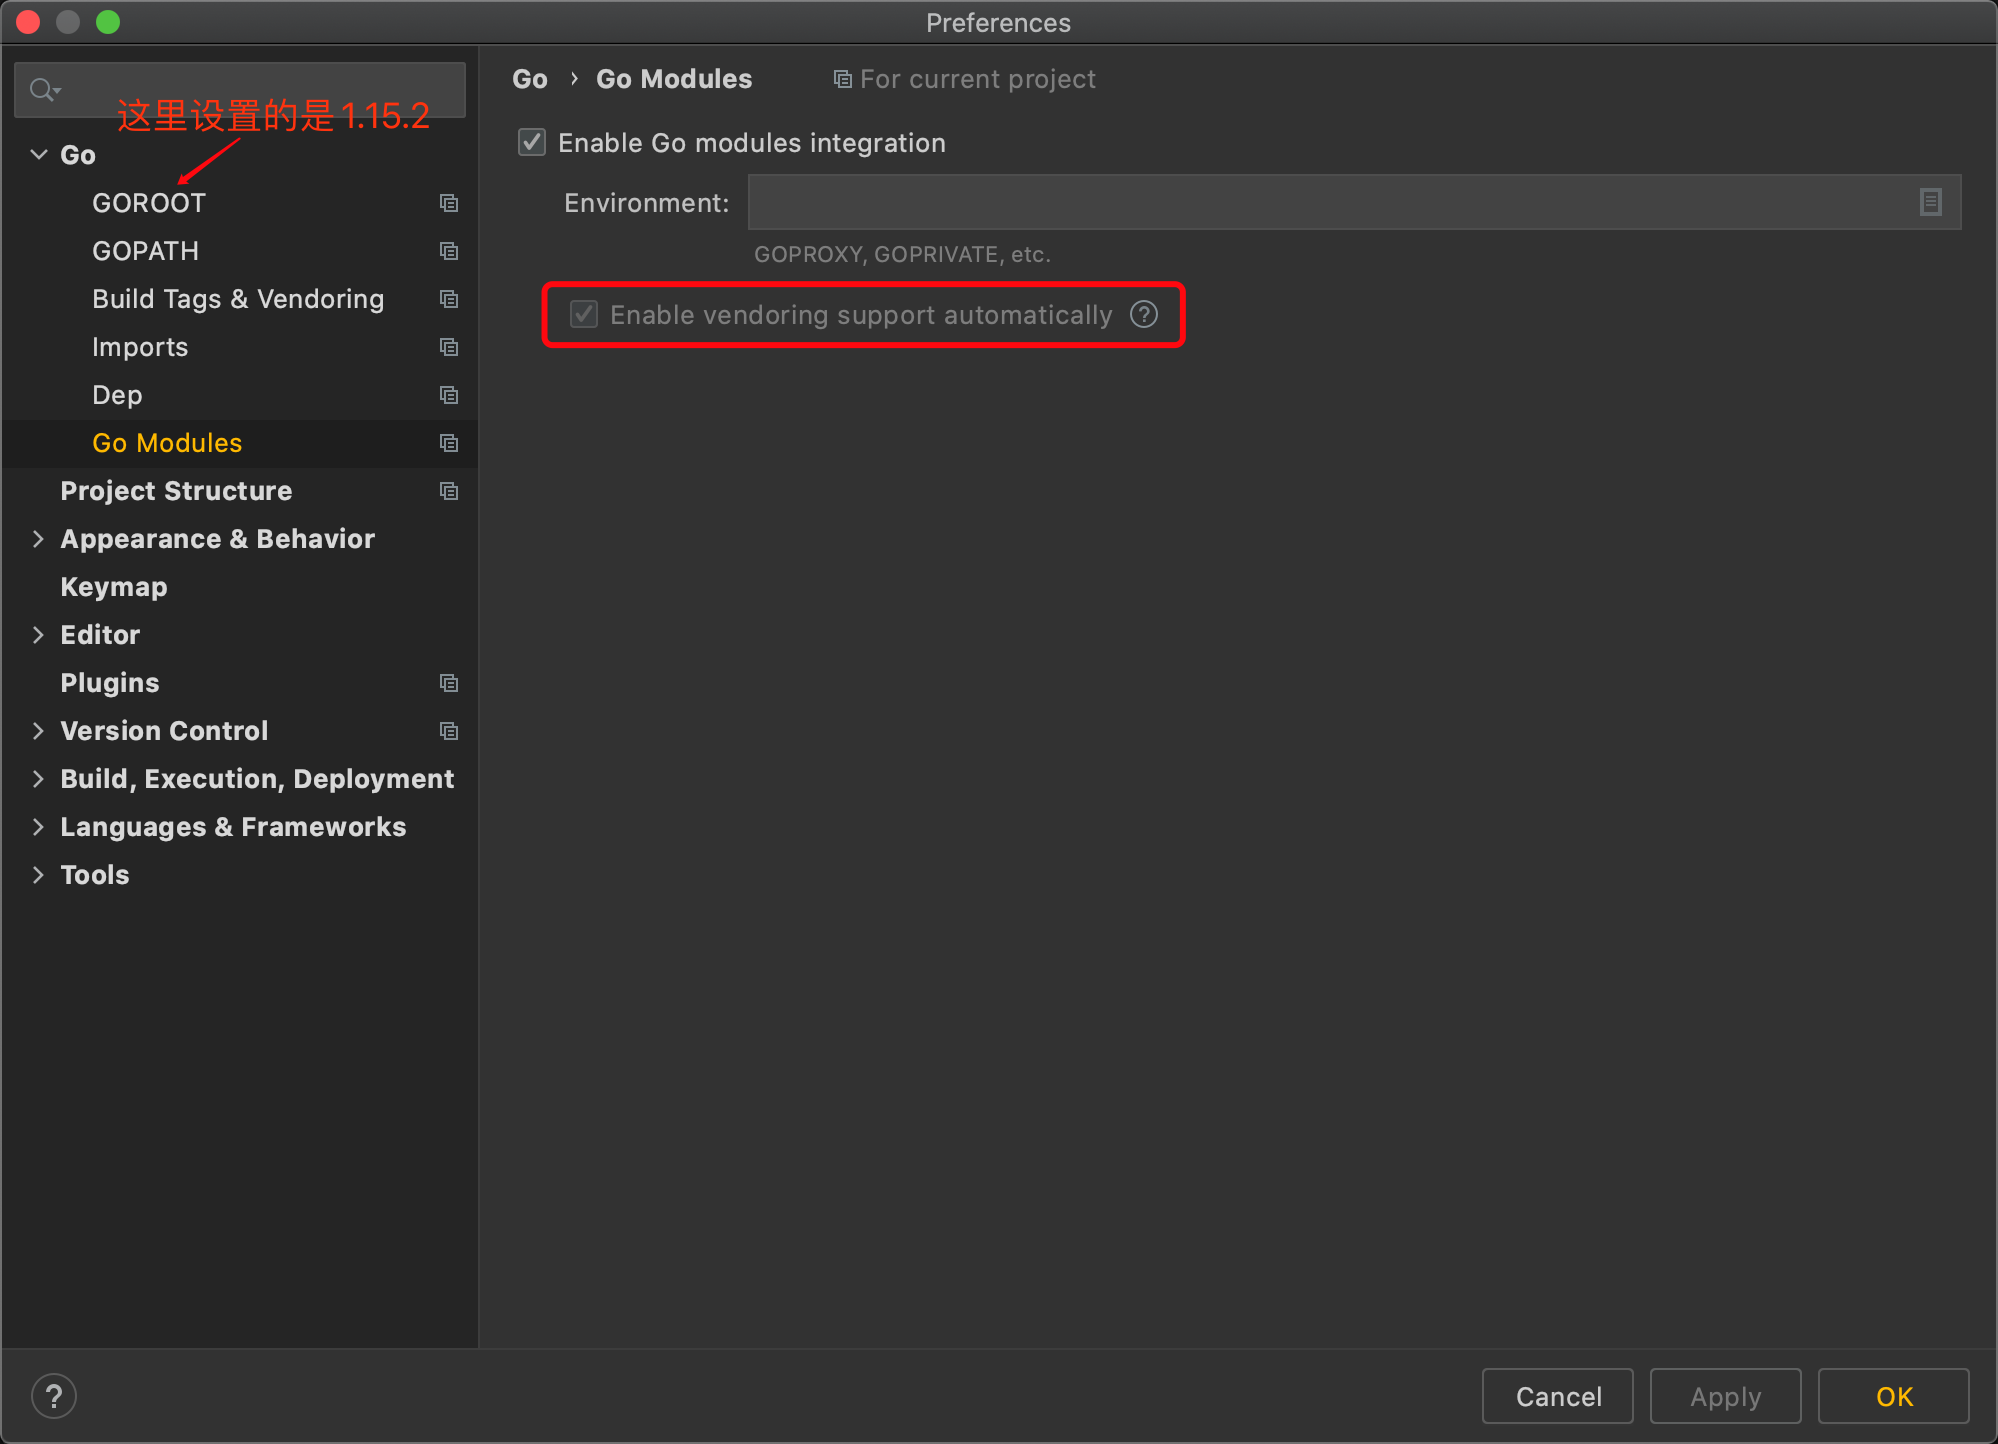 Preferences
这里设置的是 1.15.2
Go
GOROOT
GOPATH
Build Tags & Vendoring
Imports
Dep
Go Modules
Project Structure
Appearance & Behavior
Keymap
Editor
Plugins
Version Control
Build, Execution, Deployment
Languages & Frameworks
Tools
Go › Go Modules For current project
Enable Go modules integration
Environment:
GOPROXY, GOPRIVATE, etc.
Enable vendoring support automatically ?
? Cancel Apply OK